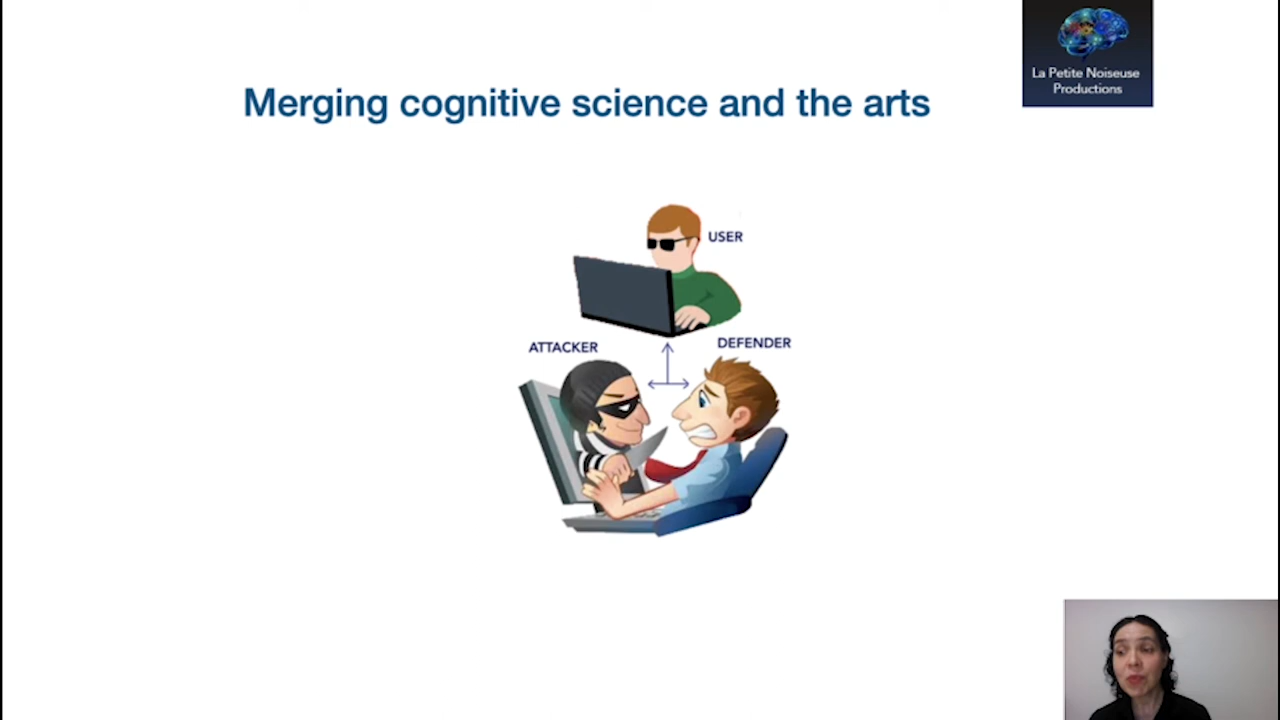 La Petite Noiseuse
Productions
Merging cognitive science and the arts
USER
ATTACKER
DEFENDER